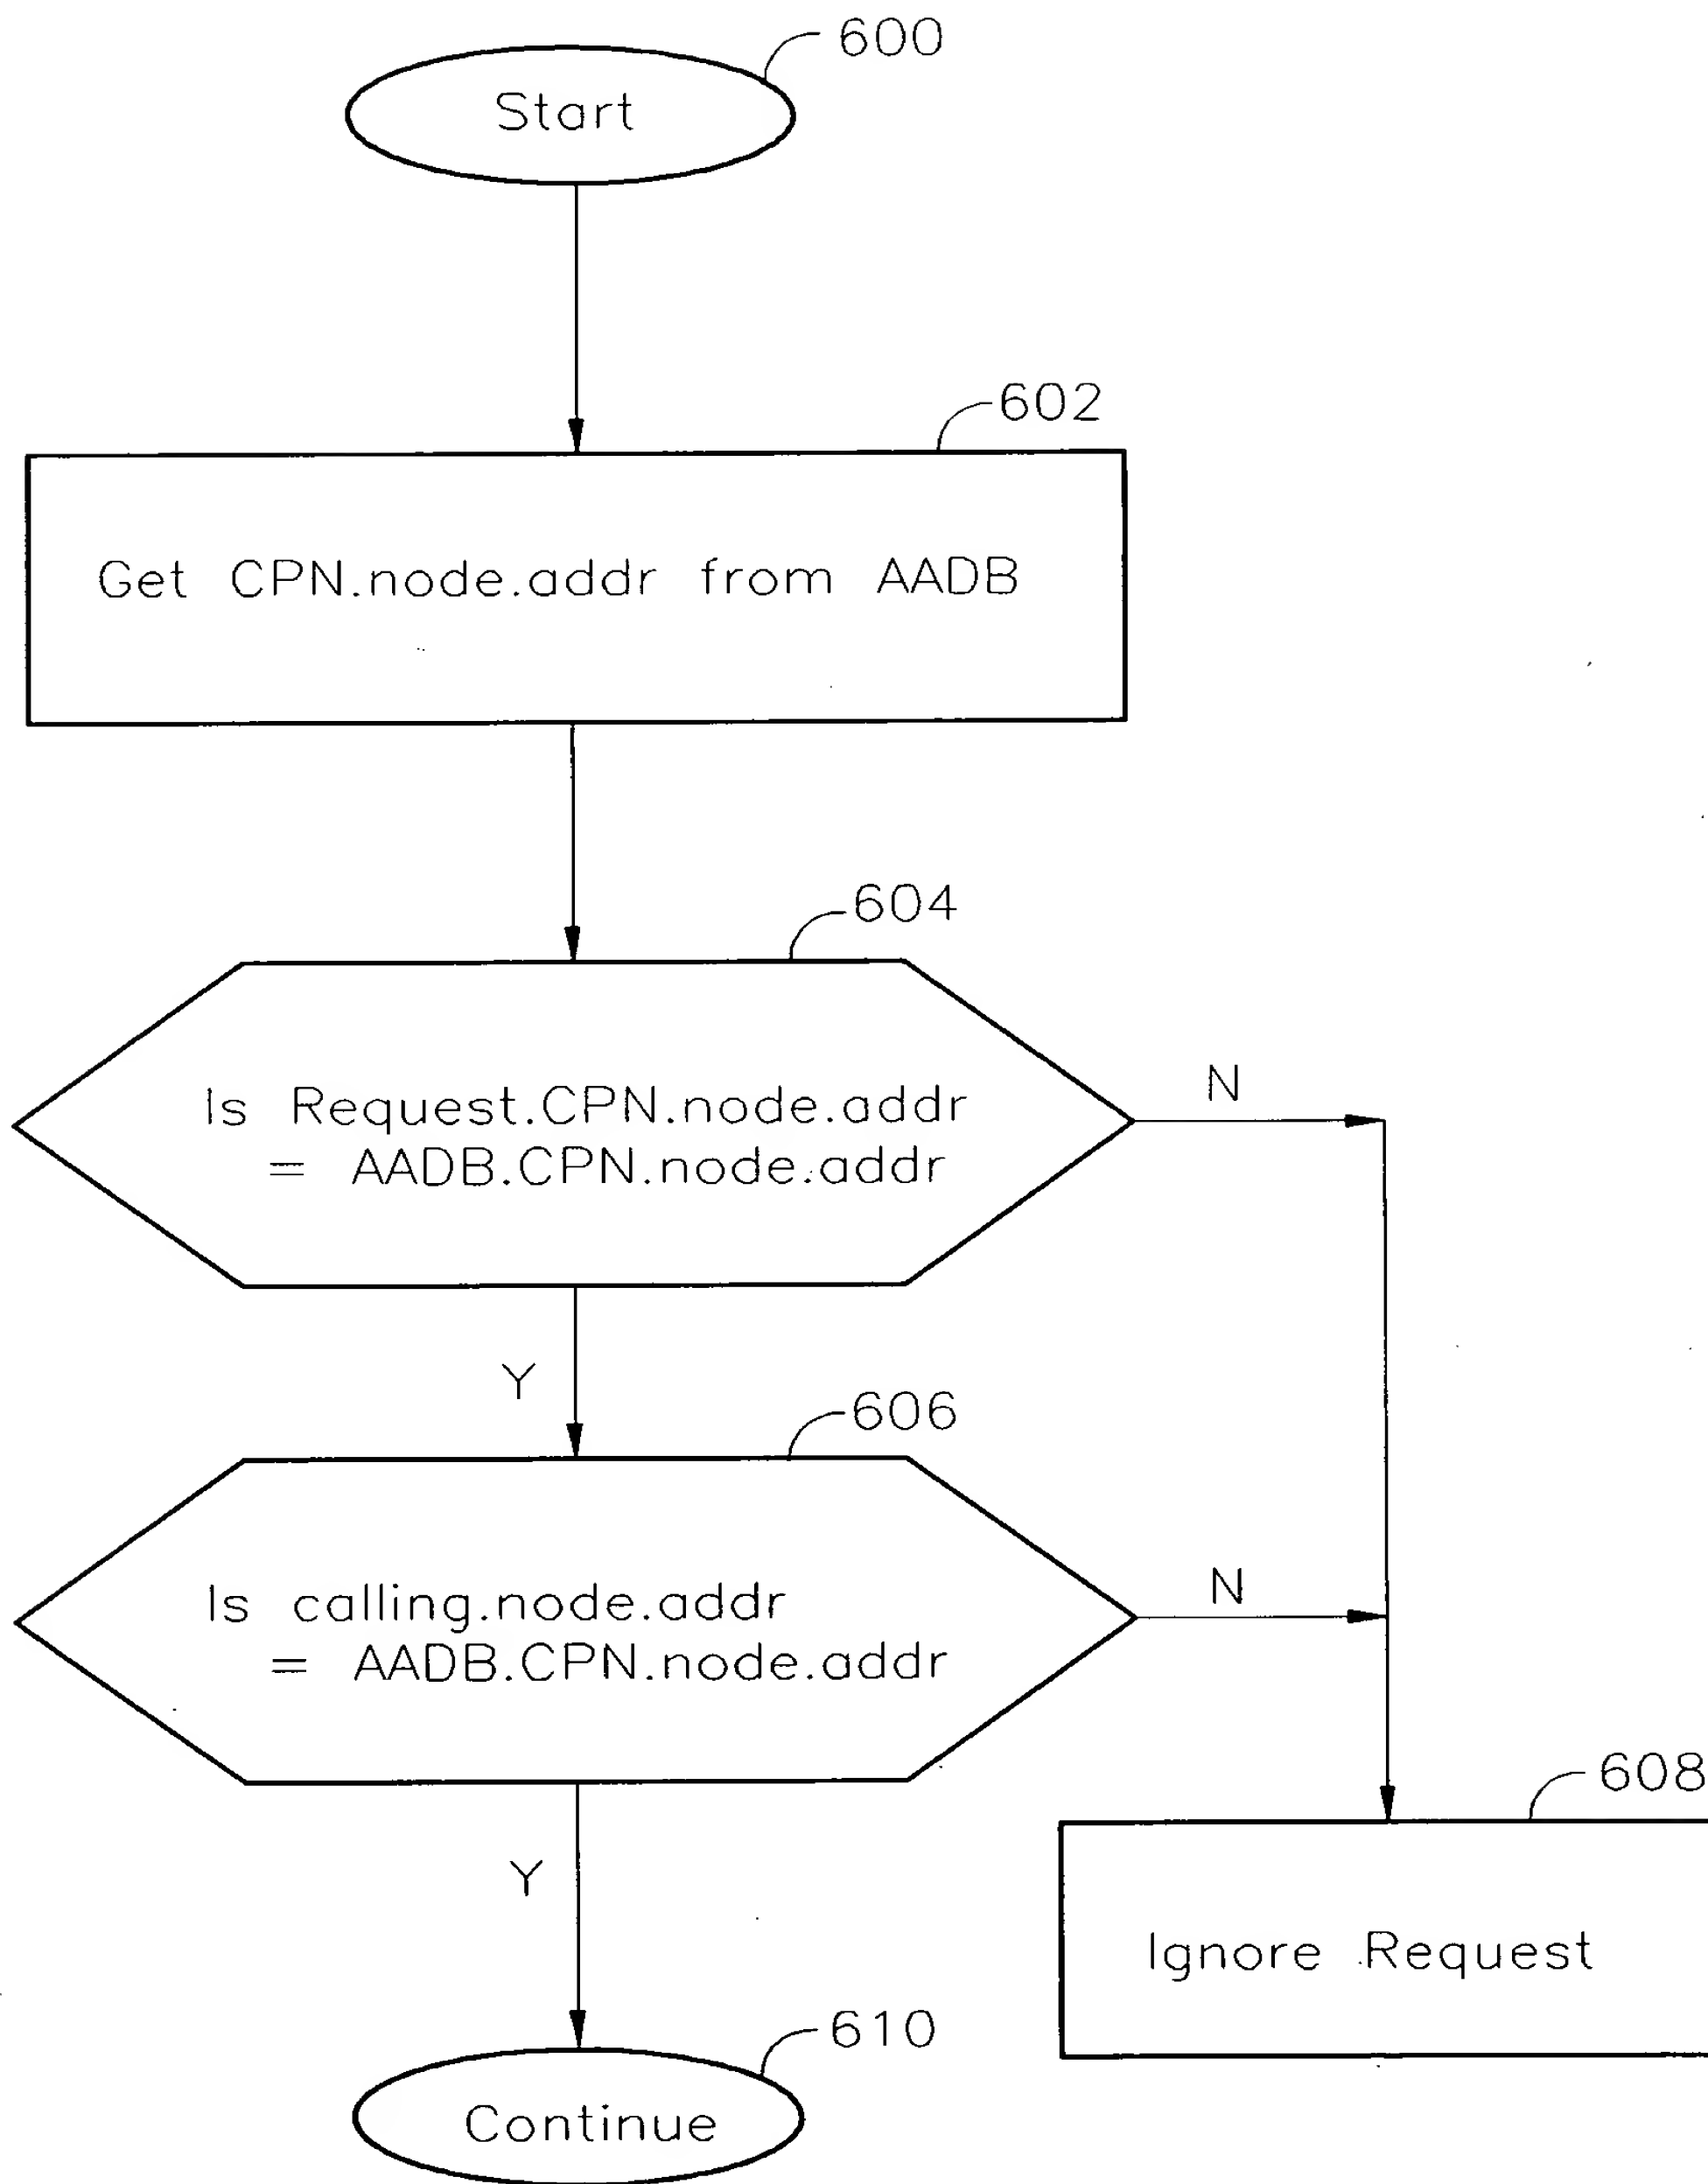 600
Start
602
Get CPN.node.addr from AADB
604
Is Request.CPN.node.addr
= AADB.CPN.node.addr
N
Y
606
Is calling.node.addr
= AADB.CPN.node.addr
N
Y
608
Ignore Request
610
Continue